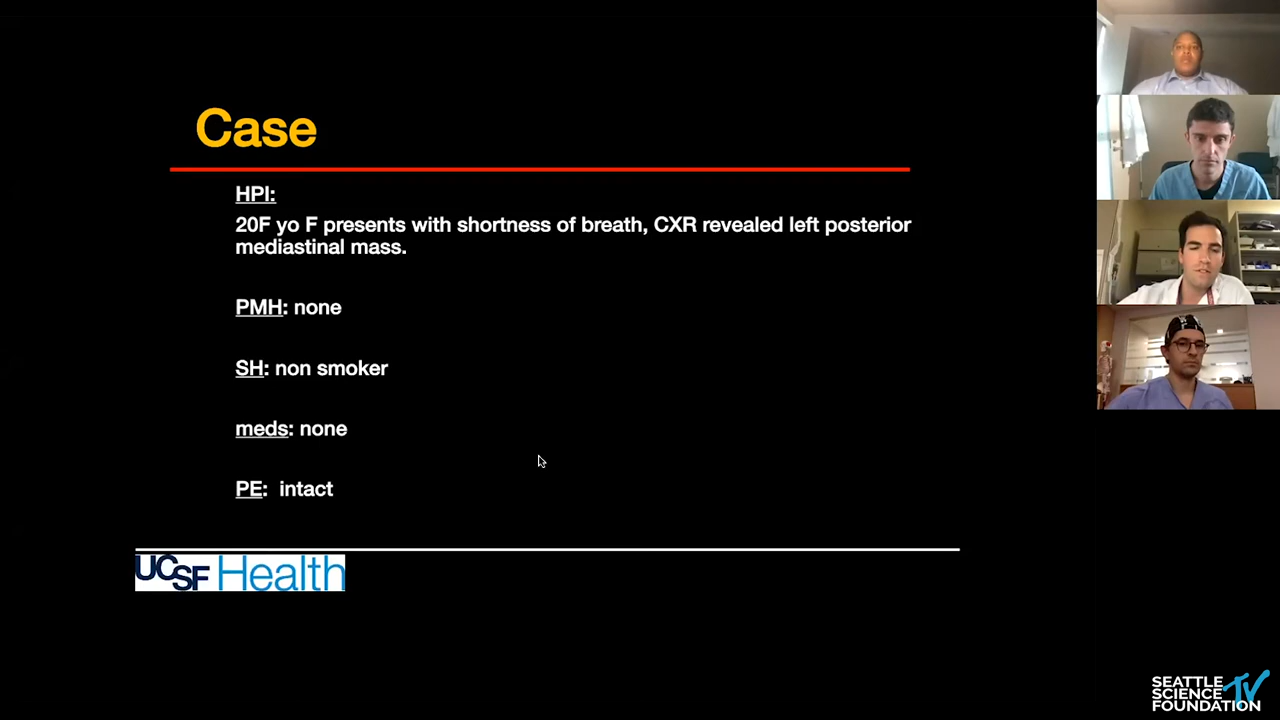 Case
HPI:
20F yo F presents with shortness of breath, CXR revealed left posterior
mediastinal mass.
PMH: none
SH: non smoker
meds: none
PE: intact
UCSF Health
SEATTLE
SCIENCE TV
FOUNDATION